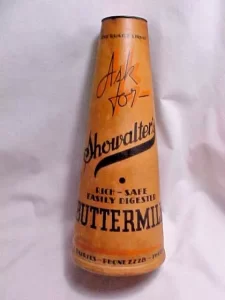 Ask
for—
Showalter's
RICH - SAFE
EASILY DIGESTED
BUTTERMILK